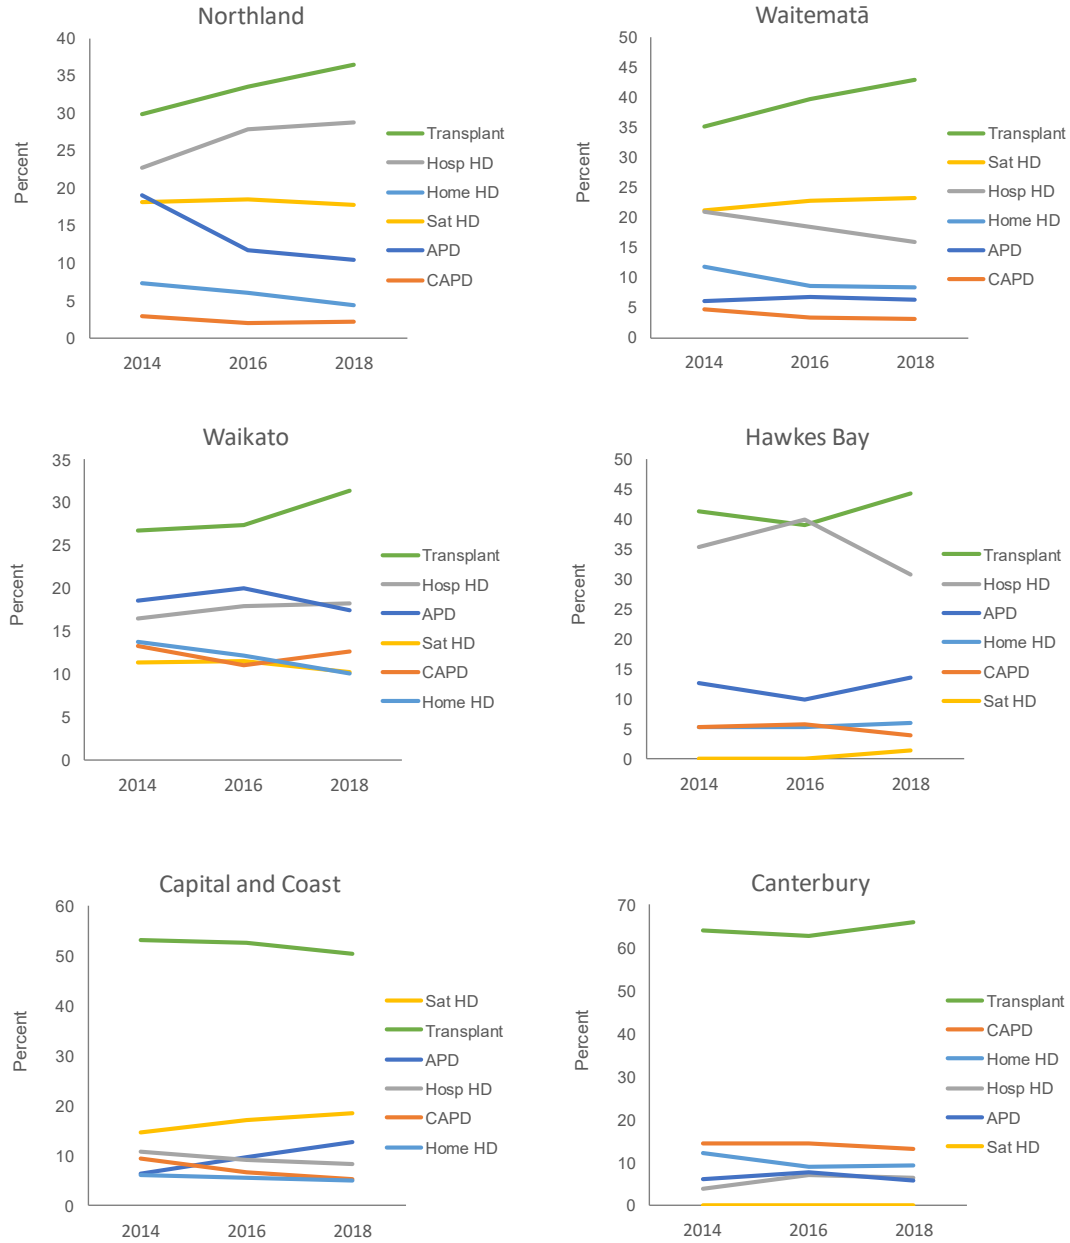 Northland
40
35
30
25
20
15
10
5
0
Percent
2014 2016 2018
Transplant
Hosp HD
Home HD
Sat HD
APD
CAPD
Waitematā
50
45
40
35
30
25
20
15
10
5
0
Percent
2014 2016 2018
Transplant
Sat HD
Hosp HD
Home HD
APD
CAPD
Waikato
35
30
25
20
15
10
5
0
Percent
2014 2016 2018
Transplant
Hosp HD
APD
Sat HD
CAPD
Home HD
Hawkes Bay
50
45
40
35
30
25
20
15
10
5
0
Percent
2014 2016 2018
Transplant
Hosp HD
APD
Home HD
CAPD
Sat HD
Capital and Coast
60
50
40
30
20
10
0
Percent
2014 2016 2018
Sat HD
Transplant
APD
Hosp HD
CAPD
Home HD
Canterbury
70
60
50
40
30
20
10
0
Percent
2014 2016 2018
Transplant
CAPD
Home HD
Hosp HD
APD
Sat HD